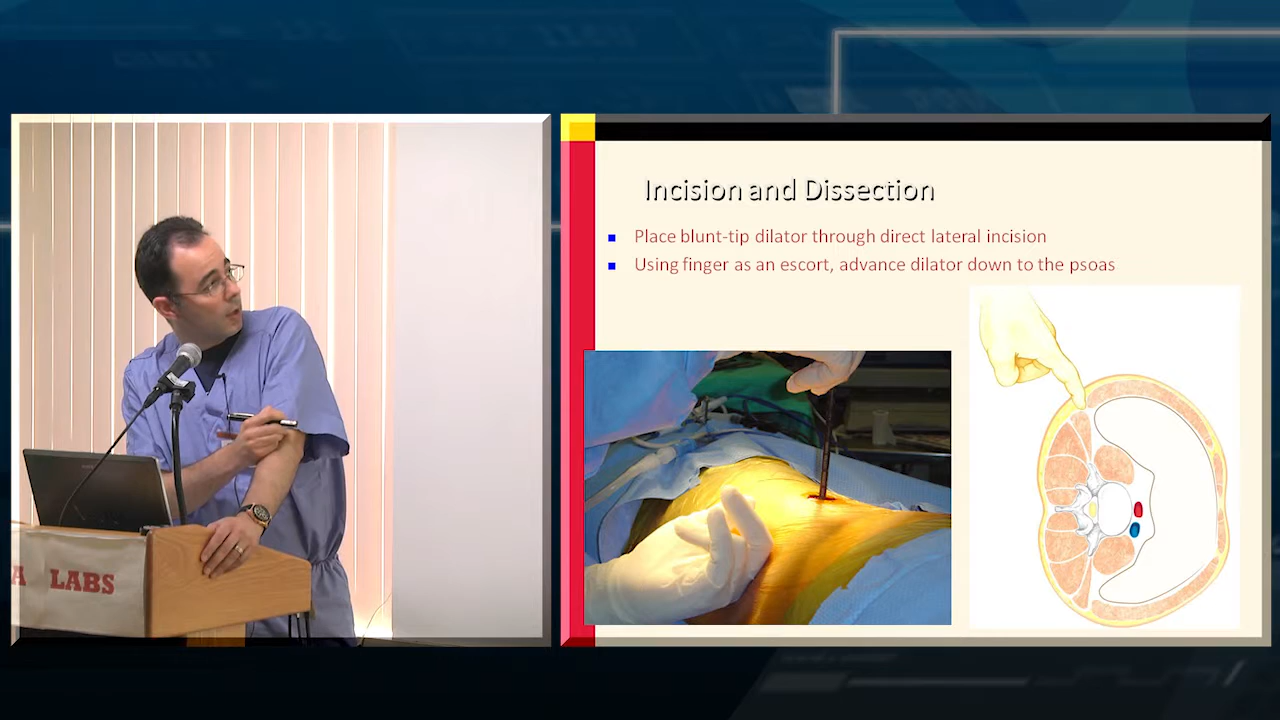 Incision and Dissection
Place blunt-tip dilator through direct lateral incision
Using finger as an escort, advance dilator down to the psoas
A LABS